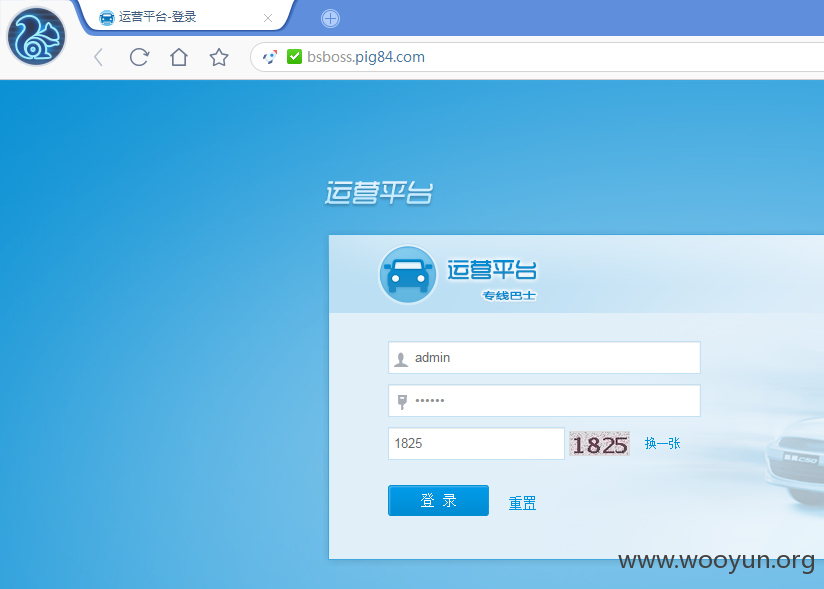 运营平台-登录
bsboss.pig84.com
运营平台
运营平台
专线巴士
admin
••••••
1825 1825 换一张
登 录 重置
www.wooyun.org